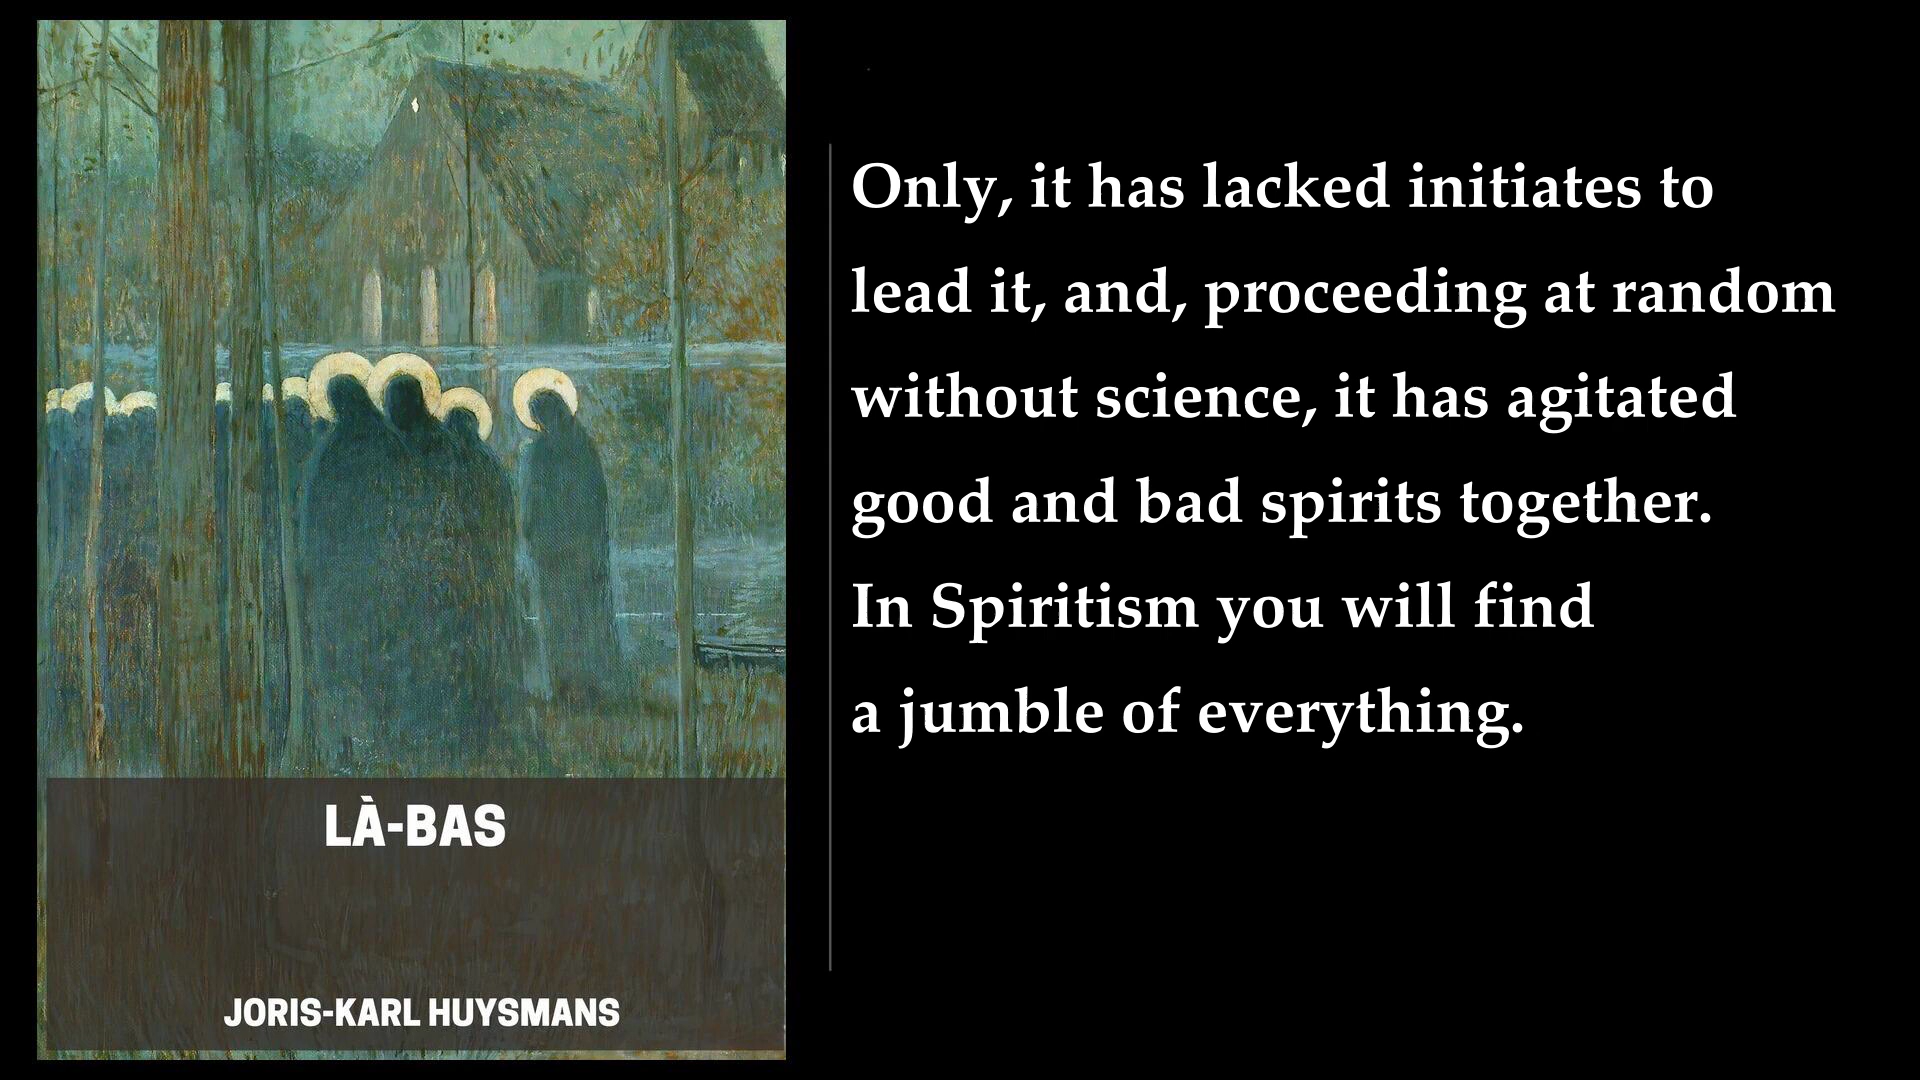 LÀ-BAS
JORIS-KARL HUYSMANS
Only, it has lacked initiates to
lead it, and, proceeding at random
without science, it has agitated
good and bad spirits together.
In Spiritism you will find
a jumble of everything.